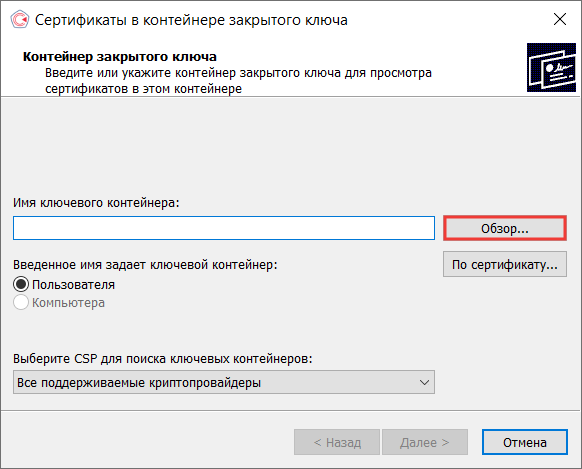 Сертификаты в контейнере закрытого ключа
Контейнер закрытого ключа
Введите или укажите контейнер закрытого ключа для просмотра
сертификатов в этом контейнере
Имя ключевого контейнера:
Обзор...
Введенное имя задает ключевой контейнер:
По сертификату...
Пользователя
Компьютера
Выберите CSP для поиска ключевых контейнеров:
Все поддерживаемые криптопровайдеры
< Назад
Далее >
Отмена